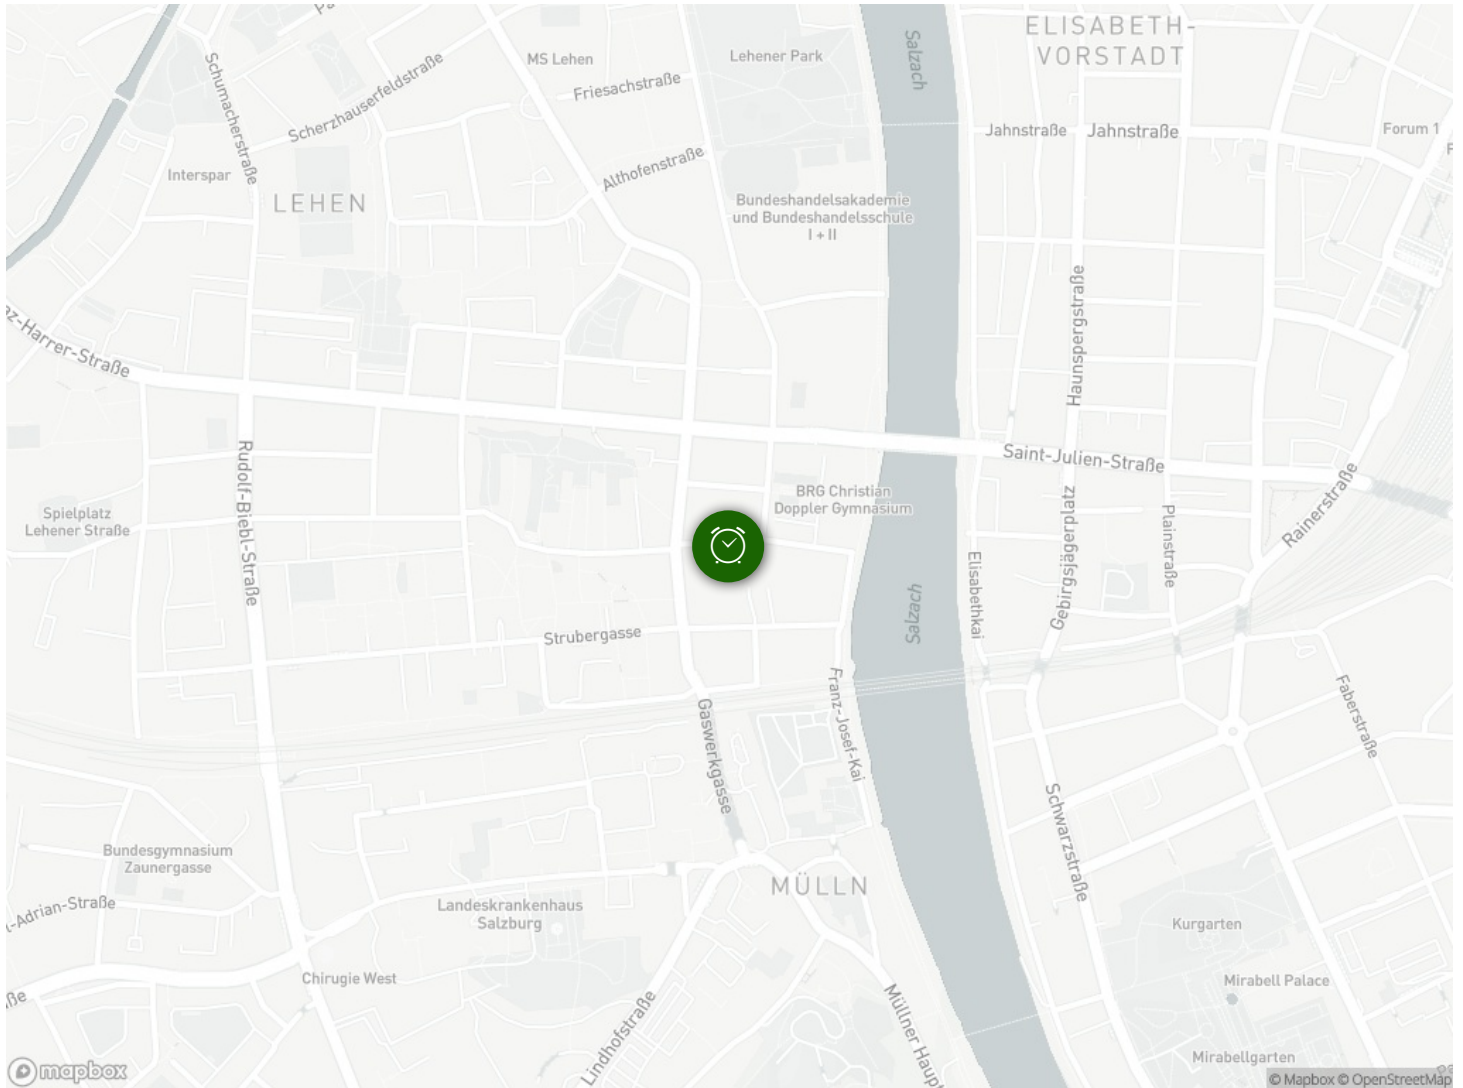 ELISABETH-
VORSTADT
Salzach
Lehener Park
MS Lehen
Friesachstraße
Schumacherstraße
Scherzhauserfeldstraße
Jahnstraße
Jahnstraße
Forum 1
Interspar
Althofenstraße
LEHEN
Bundeshandelsakademie
und Bundeshandelsschule
I + II
Haunspergstraße
z-Harrer-Straße
Rudolf-Biebl-Straße
Saint-Julien-Straße
BRG Christian
Doppler Gymnasium
Spielplatz
Lehener Straße
Gebirgsjägerplatz
Plainstraße
Rainerstraße
Elisabethkai
Salzach
Strubergasse
Franz-Josef-Kai
Gaswerkgasse
Faberstraße
Schwarzstraße
Bundesgymnasium
Zaunergasse
MÜLLN
-Adrian-Straße
Landeskrankenhaus
Salzburg
Kurgarten
Chirugie West
Mirabell Palace
ße
Lindhofstraße
Müllner Haupt
Mirabellgarten
mapbox
© Mapbox © OpenStreetMap